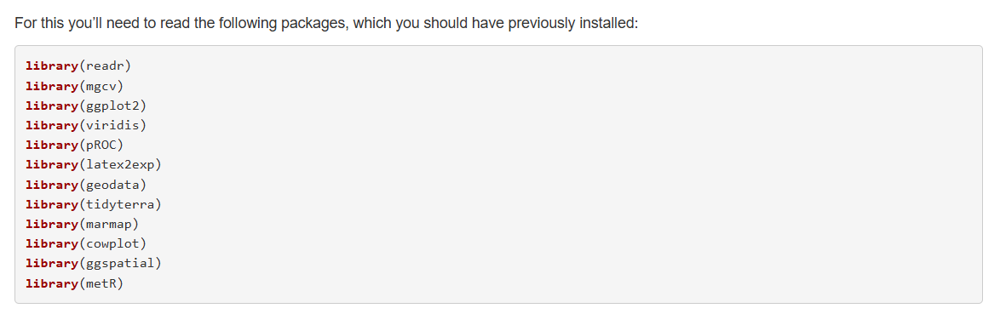 For this you'll need to read the following packages, which you should have previously installed:
library(readr)
library(mgcv)
library(ggplot2)
library(viridis)
library(pROC)
library(latex2exp)
library(geodata)
library(tidyterra)
library(marmap)
library(cowplot)
library(ggspatial)
library(metR)